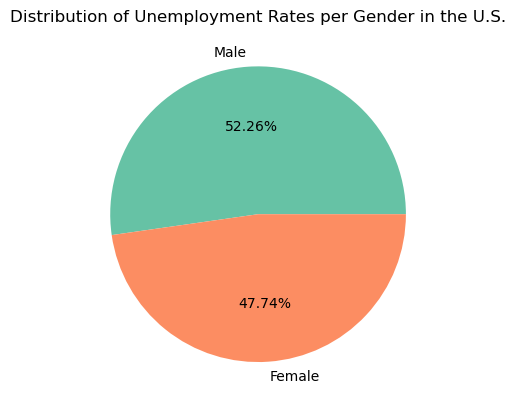 Distribution of Unemployment Rates per Gender in the U.S.
Male
52.26%
47.74%
Female